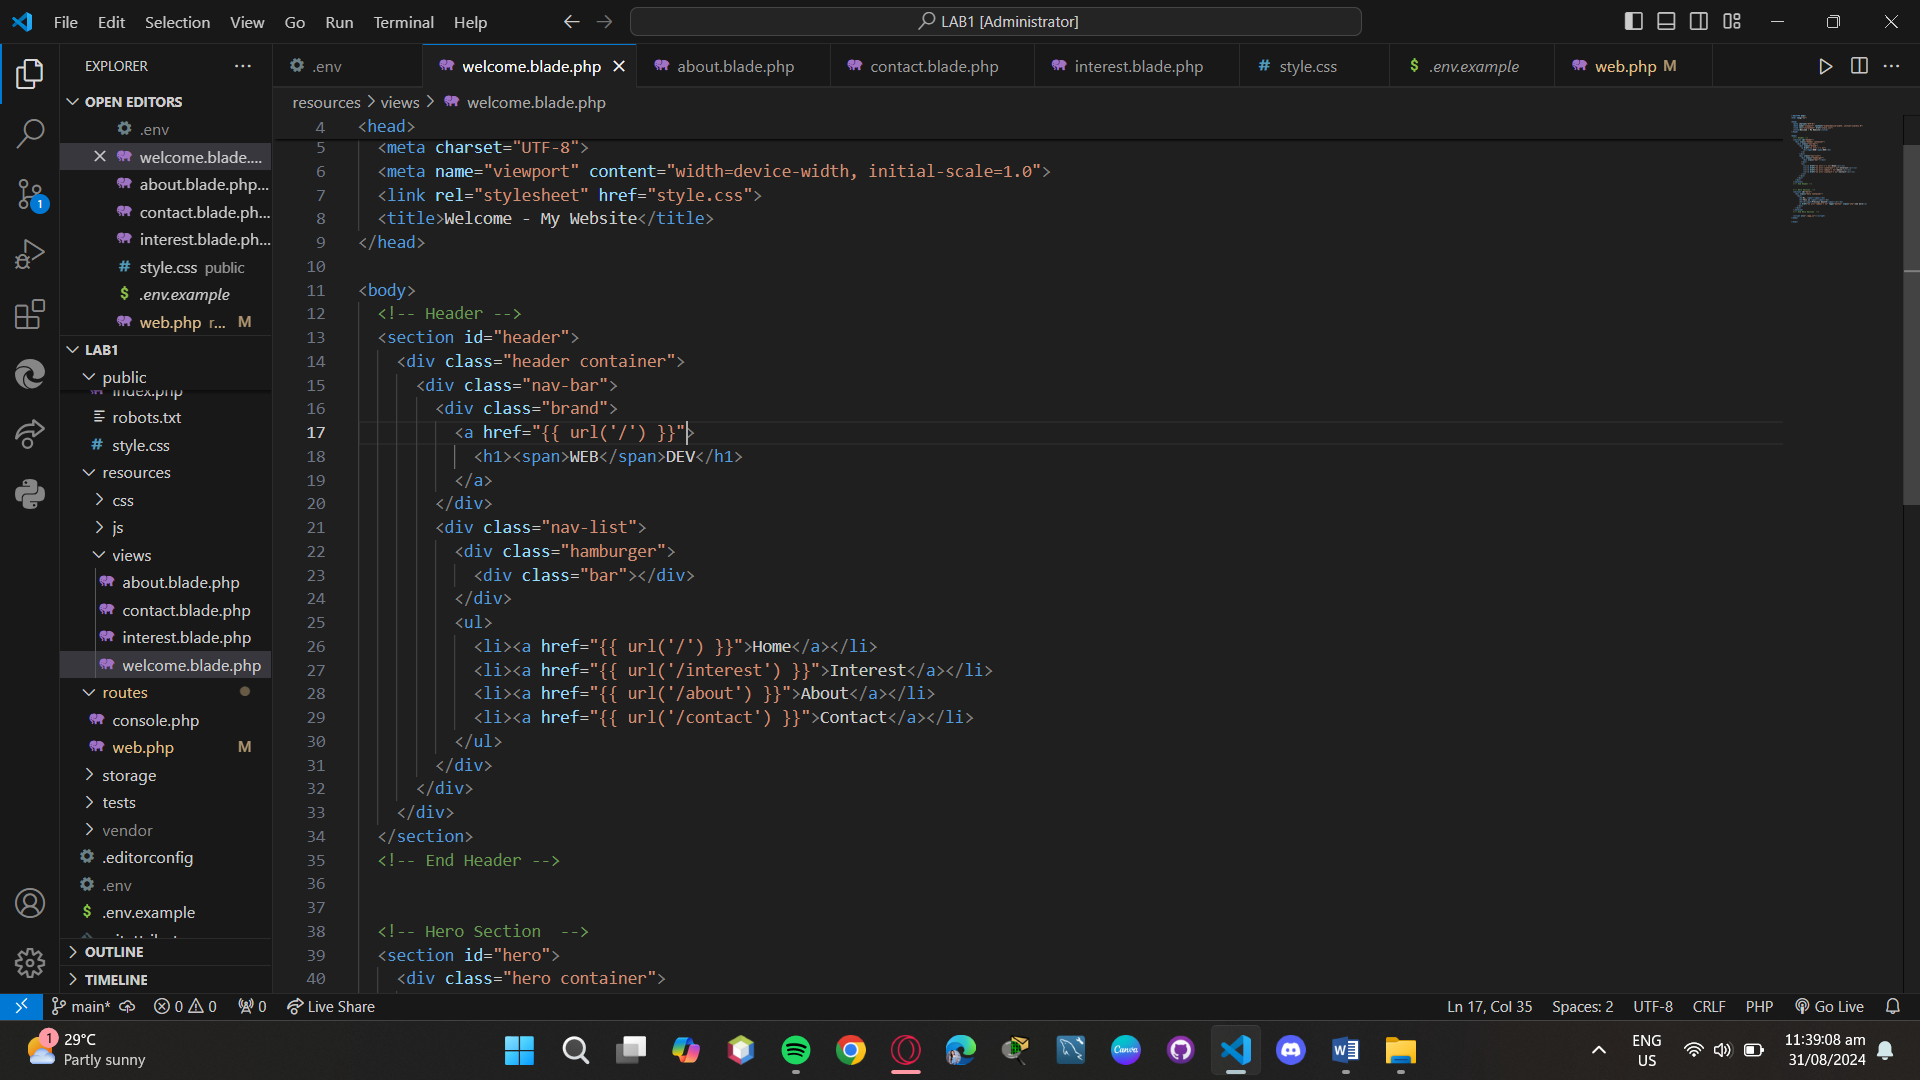 File Edit Selection View Go Run Terminal Help
LAB1 [Administrator]
EXPLORER
OPEN EDITORS
.env
welcome.blade....
about.blade.php...
contact.blade.ph...
interest.blade.ph...
style.css public
.env.example
web.php r... M
LAB1
public
index.php
robots.txt
style.css
resources
css
js
views
about.blade.php
contact.blade.php
interest.blade.php
welcome.blade.php
routes
console.php
web.php M
storage
tests
vendor
.editorconfig
.env
.env.example
OUTLINE
TIMELINE
.env welcome.blade.php about.blade.php contact.blade.php interest.blade.php style.css .env.example web.php M
resources > views > welcome.blade.php
4 <head>
5 <meta charset="UTF-8">
6 <meta name="viewport" content="width=device-width, initial-scale=1.0">
7 <link rel="stylesheet" href="style.css">
8 <title>Welcome - My Website</title>
9 </head>
10
11 <body>
12 <!-- Header -->
13 <section id="header">
14 <div class="header container">
15 <div class="nav-bar">
16 <div class="brand">
17 <a href="{{ url('/') }}">
18 <h1><span>WEB</span>DEV</h1>
19 </a>
20 </div>
21 <div class="nav-list">
22 <div class="hamburger">
23 <div class="bar"></div>
24 </div>
25 <ul>
26 <li><a href="{{ url('/') }}">Home</a></li>
27 <li><a href="{{ url('/interest') }}">Interest</a></li>
28 <li><a href="{{ url('/about') }}">About</a></li>
29 <li><a href="{{ url('/contact') }}">Contact</a></li>
30 </ul>
31 </div>
32 </div>
33 </div>
34 </section>
35 <!-- End Header -->
36
37
38 <!-- Hero Section  -->
39 <section id="hero">
40 <div class="hero container">
main* 0 0 0 Live Share
Ln 17, Col 35 Spaces: 2 UTF-8 CRLF PHP Go Live
1
29°C
Partly sunny
Canva
ENG
US
11:39:08 am
31/08/2024